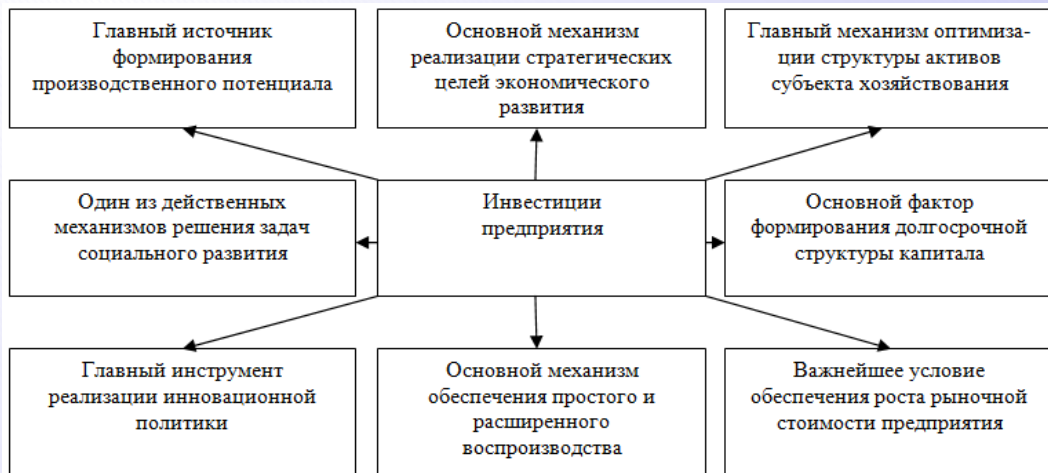 Главный источник
формирования
производственного потенциала
Основной механизм
реализации стратегических
целей экономического
развития
Главный механизм оптимиза-
ции структуры активов
субъекта хозяйствования
Один из действенных
механизмов решения задач
социального развития
Инвестиции
предприятия
Основной фактор
формирования долгосрочной
структуры капитала
Главный инструмент
реализации инновационной
политики
Основной механизм
обеспечения простого и
расширенного
воспроизводства
Важнейшее условие
обеспечения роста рыночной
стоимости предприятия